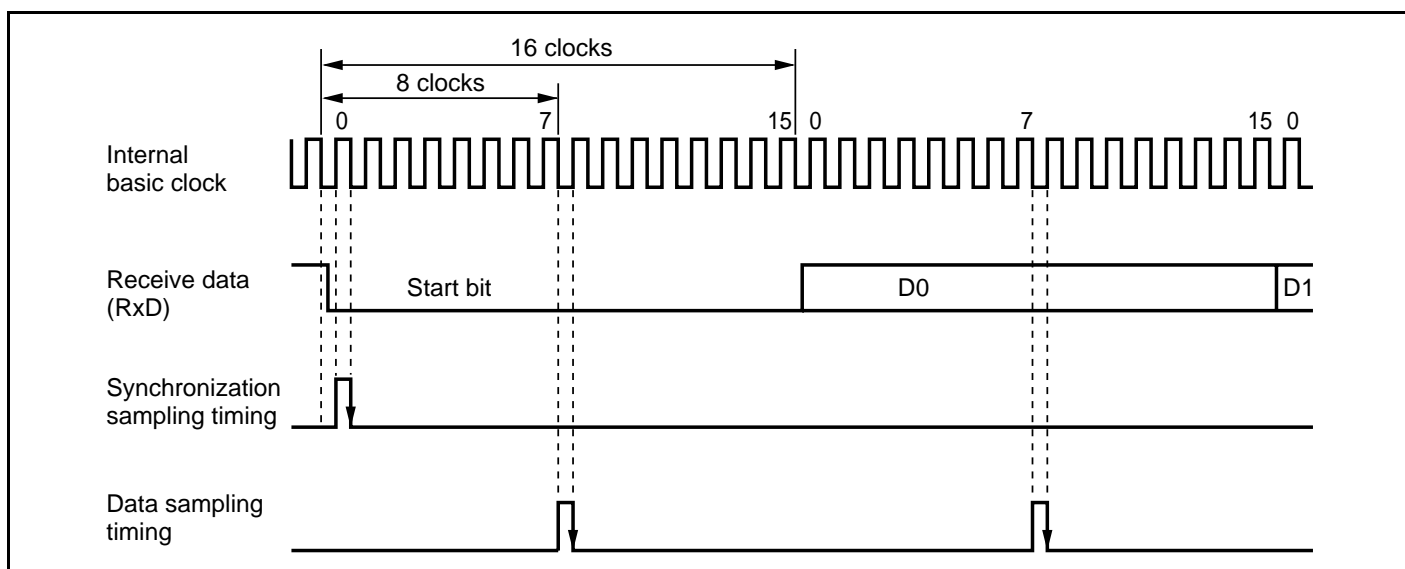 16 clocks
8 clocks
0 7 15 0 7 15 0
Internal
basic clock
Receive data
(RxD)
Start bit D0 D1
Synchronization
sampling timing
Data sampling
timing